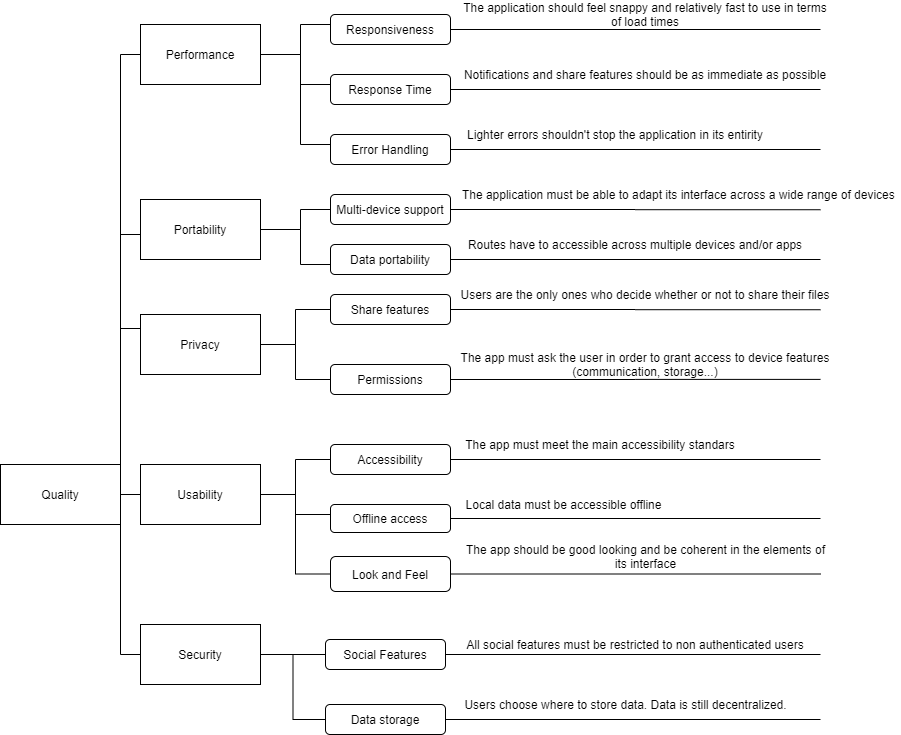 The application should feel snappy and relatively fast to use in terms
of load times
Responsiveness
Performance
Notifications and share features should be as immediate as possible
Response Time
Lighter errors shouldn't stop the application in its entirity
Error Handling
The application must be able to adapt its interface across a wide range of devices
Multi-device support
Portability
Routes have to accessible across multiple devices and/or apps
Data portability
Users are the only ones who decide whether or not to share their files
Share features
Privacy
The app must ask the user in order to grant access to device features
(communication, storage...)
Permissions
The app must meet the main accessibility standars
Accessibility
Quality
Usability
Local data must be accessible offline
Offline access
The app should be good looking and be coherent in the elements of
its interface
Look and Feel
All social features must be restricted to non authenticated users
Social Features
Security
Users choose where to store data. Data is still decentralized.
Data storage